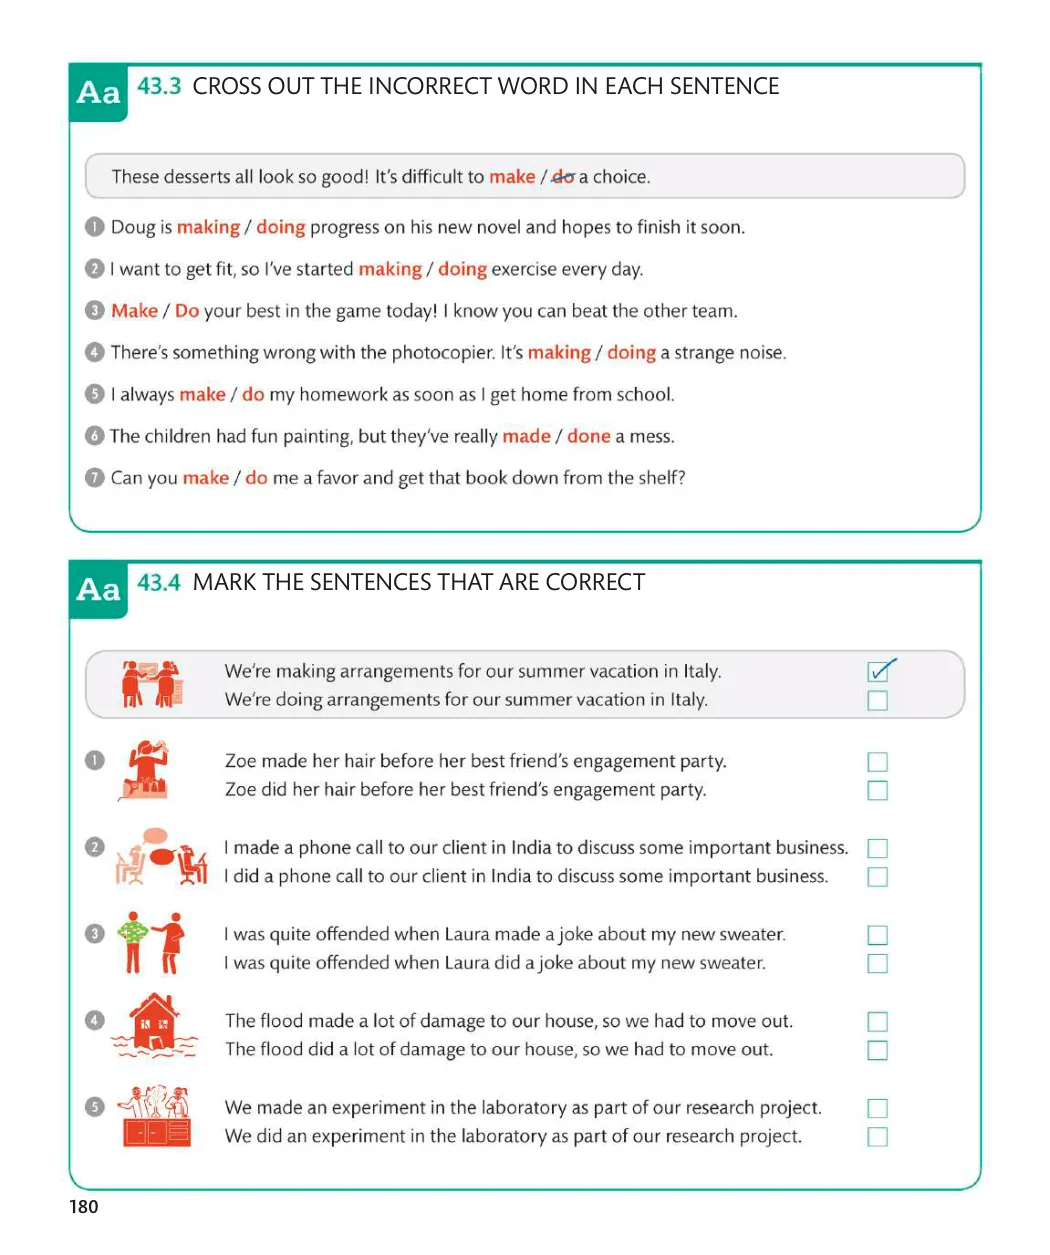 Aa 43.3 CROSS OUT THE INCORRECT WORD IN EACH SENTENCE
These desserts all look so good! It's difficult to make / do a choice.
1 Doug is making / doing progress on his new novel and hopes to finish it soon.
2 I want to get fit, so I've started making / doing exercise every day.
3 Make / Do your best in the game today! I know you can beat the other team.
4 There's something wrong with the photocopier. It's making / doing a strange noise.
5 I always make / do my homework as soon as I get home from school.
6 The children had fun painting, but they've really made / done a mess.
7 Can you make / do me a favor and get that book down from the shelf?
Aa 43.4 MARK THE SENTENCES THAT ARE CORRECT
We're making arrangements for our summer vacation in Italy.
We're doing arrangements for our summer vacation in Italy.
1 Zoe made her hair before her best friend's engagement party.
Zoe did her hair before her best friend's engagement party.
2 I made a phone call to our client in India to discuss some important business.
I did a phone call to our client in India to discuss some important business.
3 I was quite offended when Laura made a joke about my new sweater.
I was quite offended when Laura did a joke about my new sweater.
4 The flood made a lot of damage to our house, so we had to move out.
The flood did a lot of damage to our house, so we had to move out.
5 We made an experiment in the laboratory as part of our research project.
We did an experiment in the laboratory as part of our research project.
180